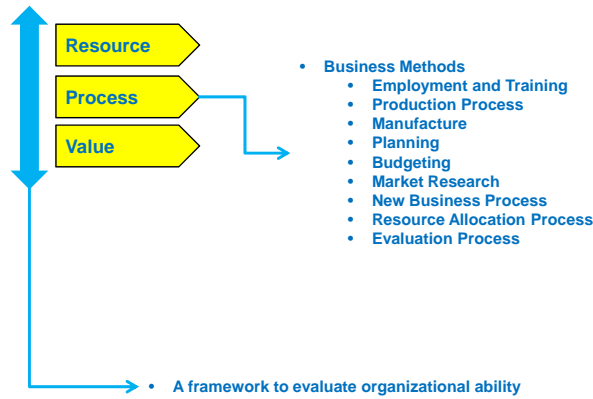 Resource
Process
Value
• Business Methods
• Employment and Training
• Production Process
• Manufacture
• Planning
• Budgeting
• Market Research
• New Business Process
• Resource Allocation Process
• Evaluation Process
• A framework to evaluate organizational ability